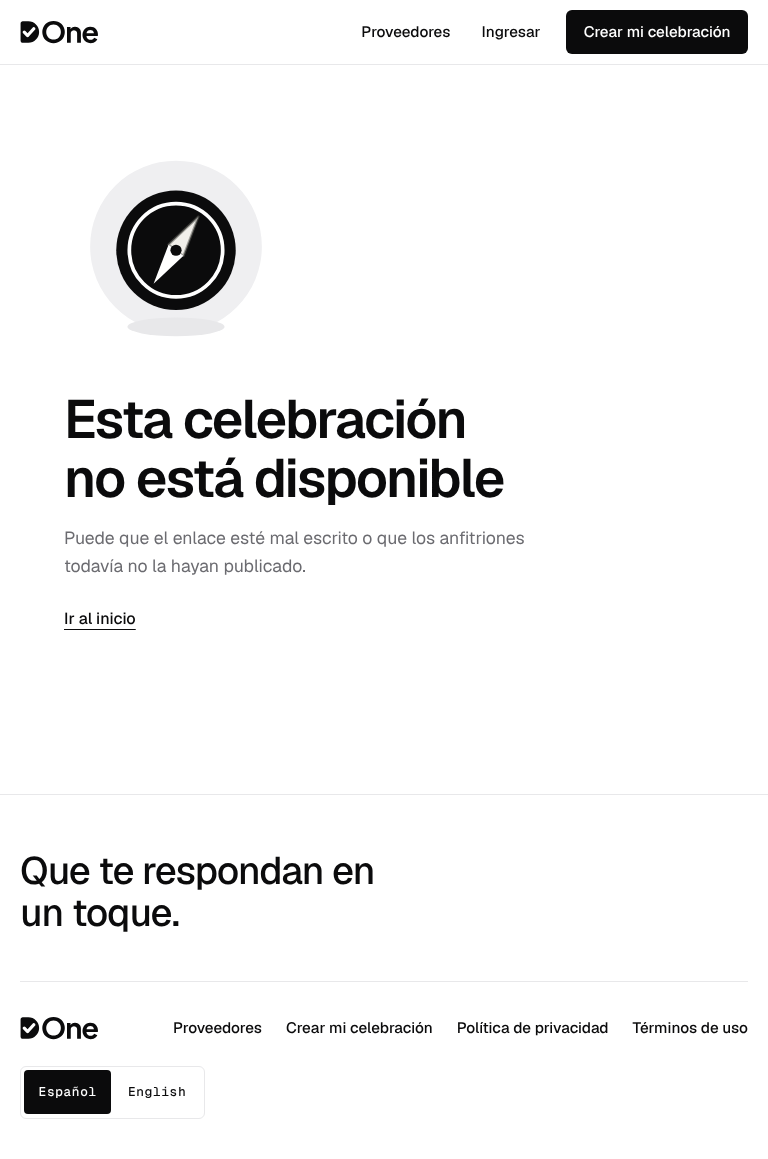 One
Proveedores
Ingresar
Crear mi celebración
Esta celebración
no está disponible
Puede que el enlace esté mal escrito o que los anfitriones
todavía no la hayan publicado.
Ir al inicio
Que te respondan en
un toque.
One
Proveedores
Crear mi celebración
Política de privacidad
Términos de uso
Español
English